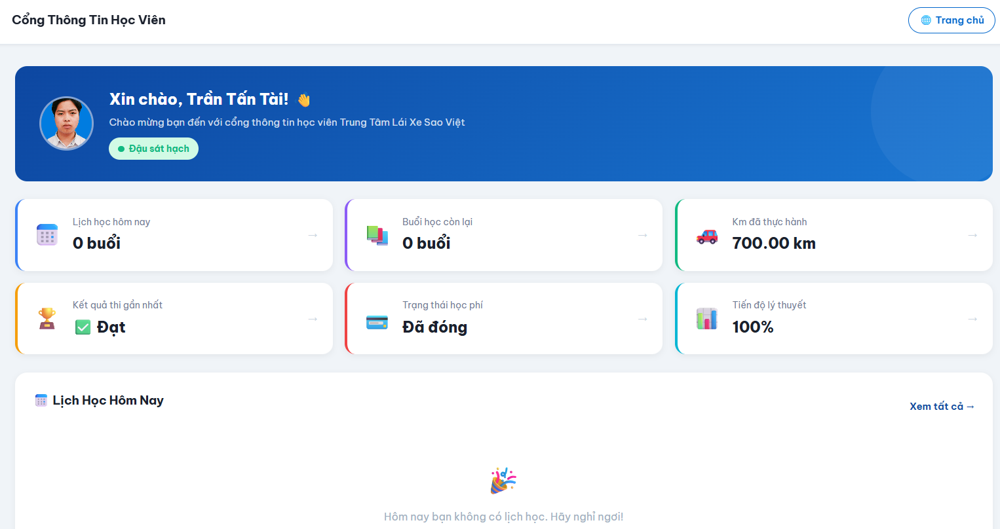 Cổng Thông Tin Học Viên
Trang chủ
Xin chào, Trần Tấn Tài!
Chào mừng bạn đến với cổng thông tin học viên Trung Tâm Lái Xe Sao Việt
Đậu sát hạch
Lịch học hôm nay
0 buổi
→
Buổi học còn lại
0 buổi
→
Km đã thực hành
700.00 km
→
Kết quả thi gần nhất
Đạt
→
Trạng thái học phí
Đã đóng
→
Tiến độ lý thuyết
100%
→
Lịch Học Hôm Nay
Xem tất cả →
Hôm nay bạn không có lịch học. Hãy nghỉ ngơi!